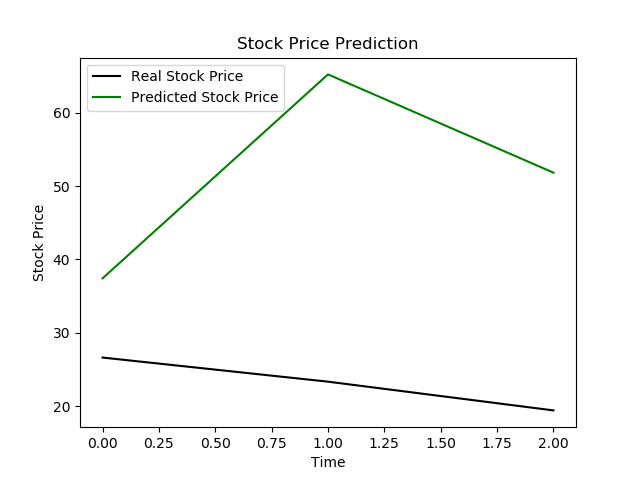 Stock Price Prediction
Real Stock Price
Predicted Stock Price
60
50
40
30
20
Stock Price
0.00 0.25 0.50 0.75 1.00 1.25 1.50 1.75 2.00
Time